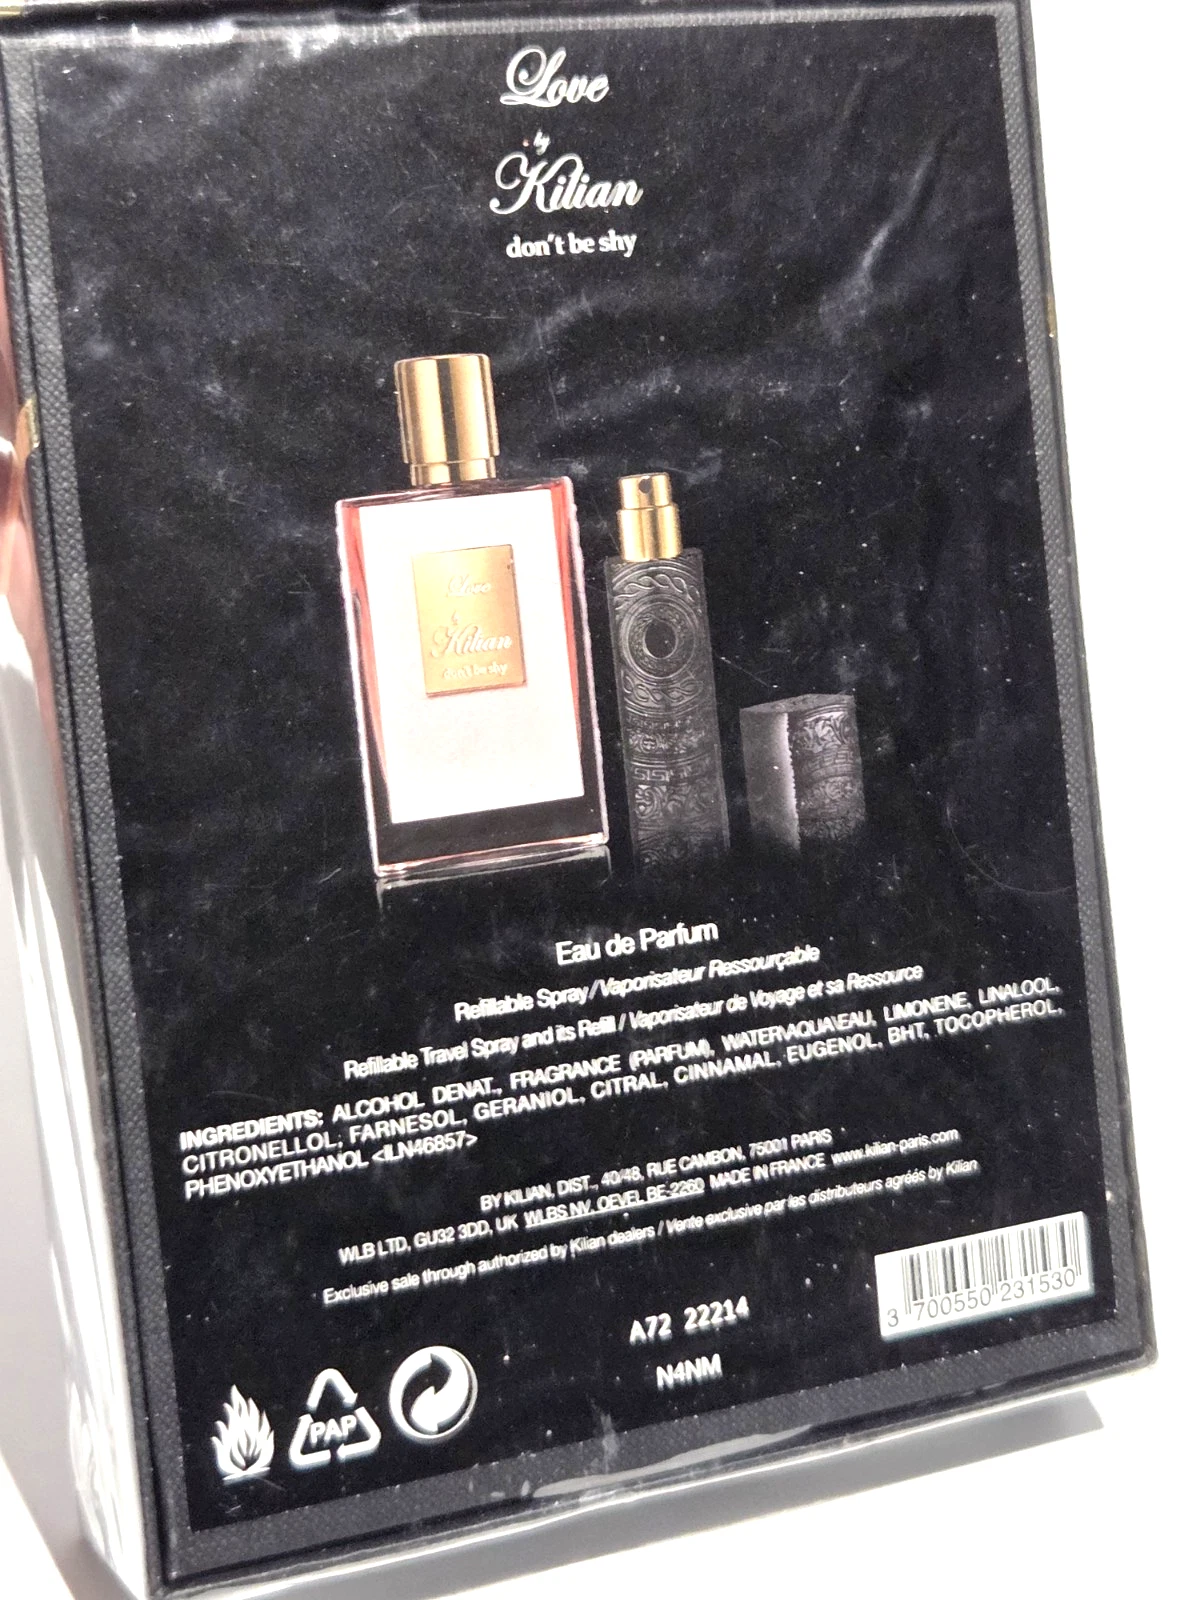 Love
by
Kilian
don't be shy
Love
by
Kilian
don't be shy
Eau de Parfum
Refillable Spray/Vaporisateur Ressourçable
Refillable Travel Spray and its Refill / Vaporisateur de Voyage et sa Ressource
INGREDIENTS: ALCOHOL DENAT., FRAGRANCE (PARFUM), WATER\AQUA\EAU, LIMONENE, LINALOOL,
CITRONELLOL, FARNESOL, GERANIOL, CITRAL, CINNAMAL, EUGENOL, BHT, TOCOPHEROL,
PHENOXYETHANOL <ILN46857>
BY KILIAN, DIST., 40/48, RUE CAMBON, 75001 PARIS
WLB LTD, GU32 3DD, UK WLBS NV, OEVEL BE-2260 MADE IN FRANCE www.kilian-paris.com
Exclusive sale through authorized by Kilian dealers / Vente exclusive par les distributeurs agréés by Kilian
3 700550 231530
A72 22214
N4NM
PAP